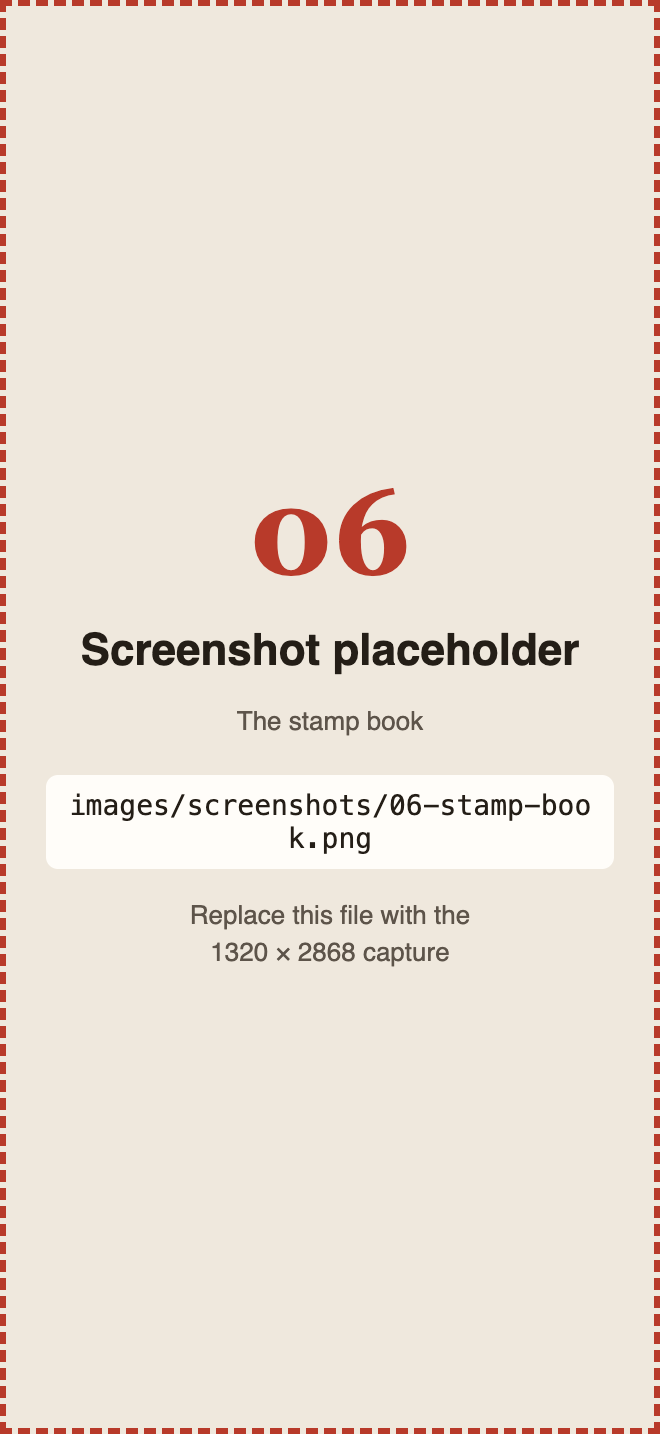 06
Screenshot placeholder
The stamp book
images/screenshots/06-stamp-boo
k.png
Replace this file with the
1320 × 2868 capture